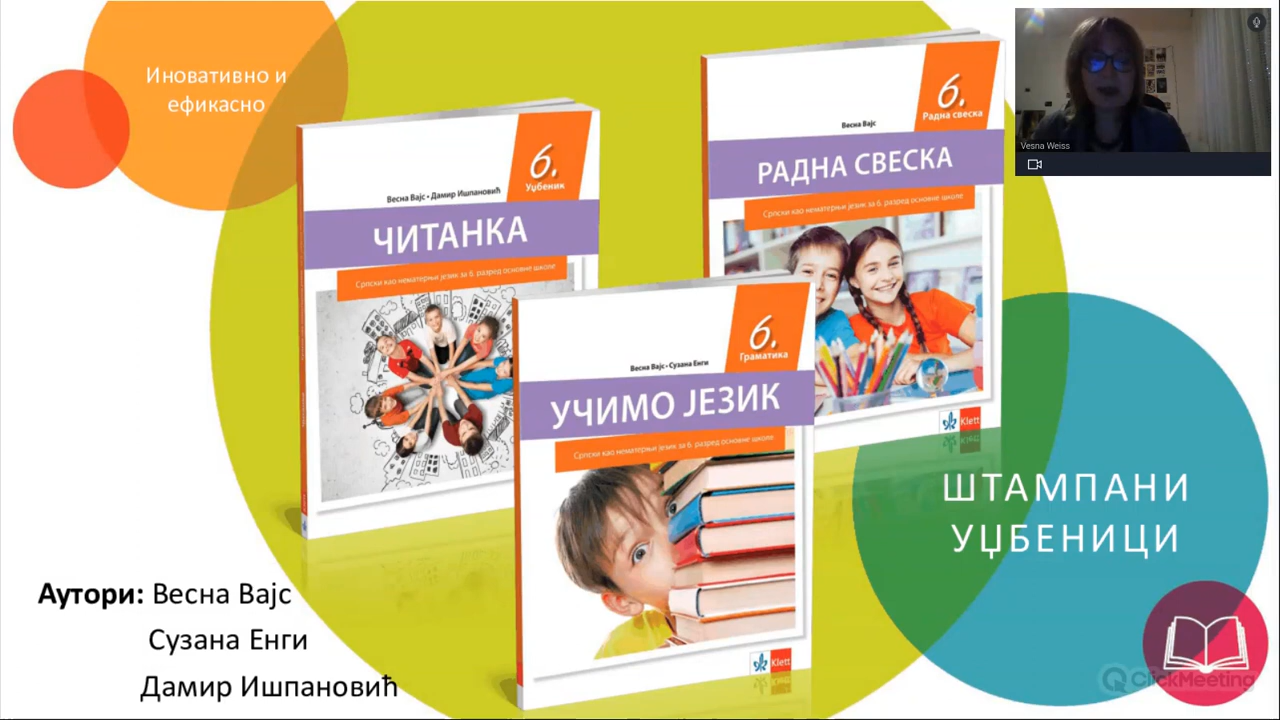 Иновативно и
ефикасно
6.
Уџбеник
Весна Вајс • Дамир Ишпановић
ЧИТАНКА
Српски као нематерњи језик за 6. разред основне школе
6.
Радна свеска
Весна Вајс
РАДНА СВЕСКА
Српски као нематерњи језик за 6. разред основне школе
Klett
6.
Граматика
Весна Вајс • Сузана Енги
УЧИМО ЈЕЗИК
Српски као нематерњи језик за 6. разред основне школе
Klett
Vesna Weiss
ШТАМПАНИ
УЏБЕНИЦИ
Аутори: Весна Вајс
Сузана Енги
Дамир Ишпановић
ClickMeeting